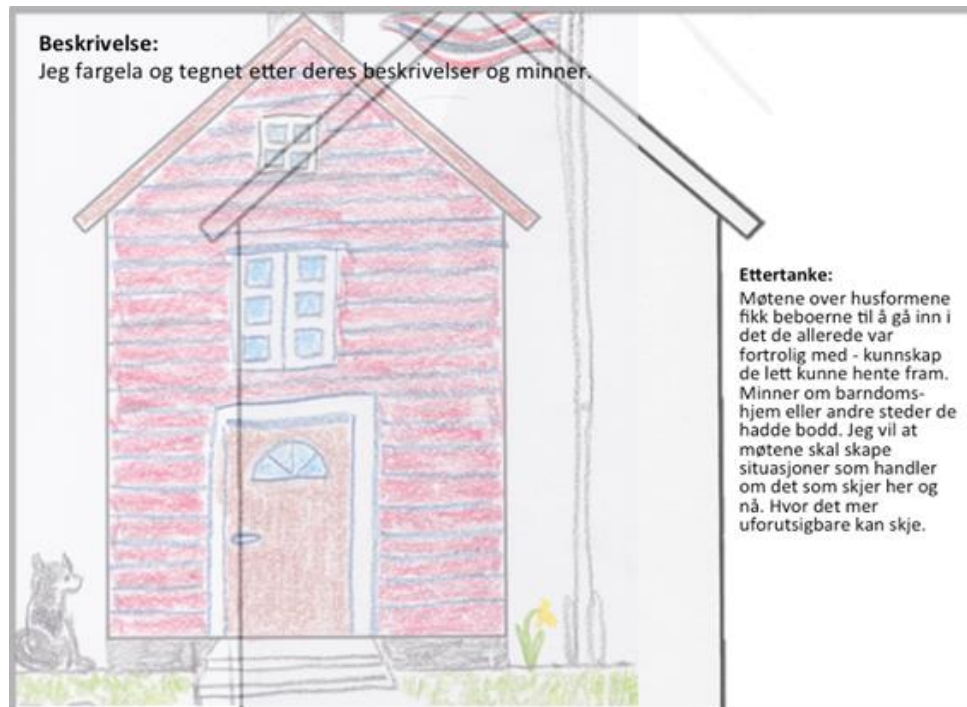 Beskrivelse:
Jeg fargela og tegnet etter deres beskrivelser og minner.
Ettertanke:
Møtene over husformene
fikk beboerne til å gå inn i
det de allerede var
fortrolig med - kunnskap
de lett kunne hente fram.
Minner om barndoms-
hjem eller andre steder de
hadde bodd. Jeg vil at
møtene skal skape
situasjoner som handler
om det som skjer her og
nå. Hvor det mer
uforutsigbare kan skje.